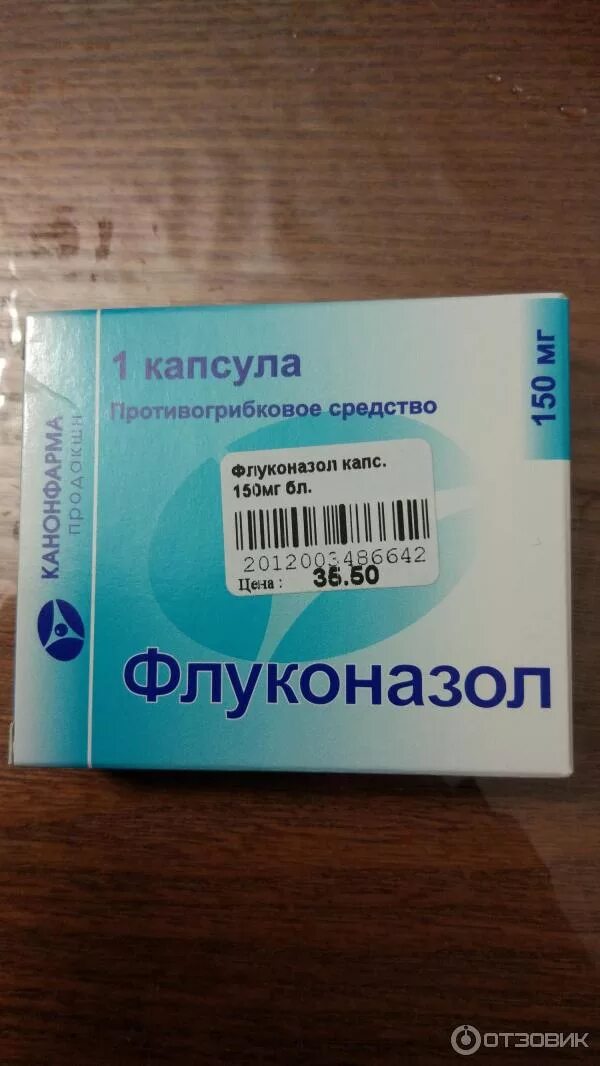 1 капсула
Противогрибковое средство
150 мг
КАНОНФАРМА
продакшн
Флуконазол капс.
150мг бл.
2012003486642
Цена : 35.50
Флуконазол
ОТЗОВИК